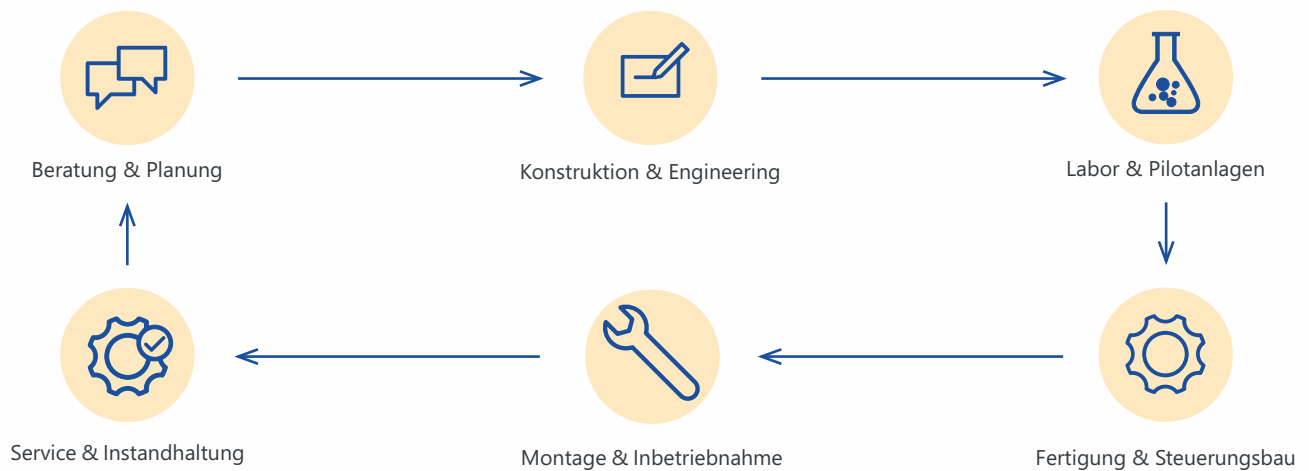 Beratung & Planung
Konstruktion & Engineering
Labor & Pilotanlagen
Service & Instandhaltung
Montage & Inbetriebnahme
Fertigung & Steuerungsbau